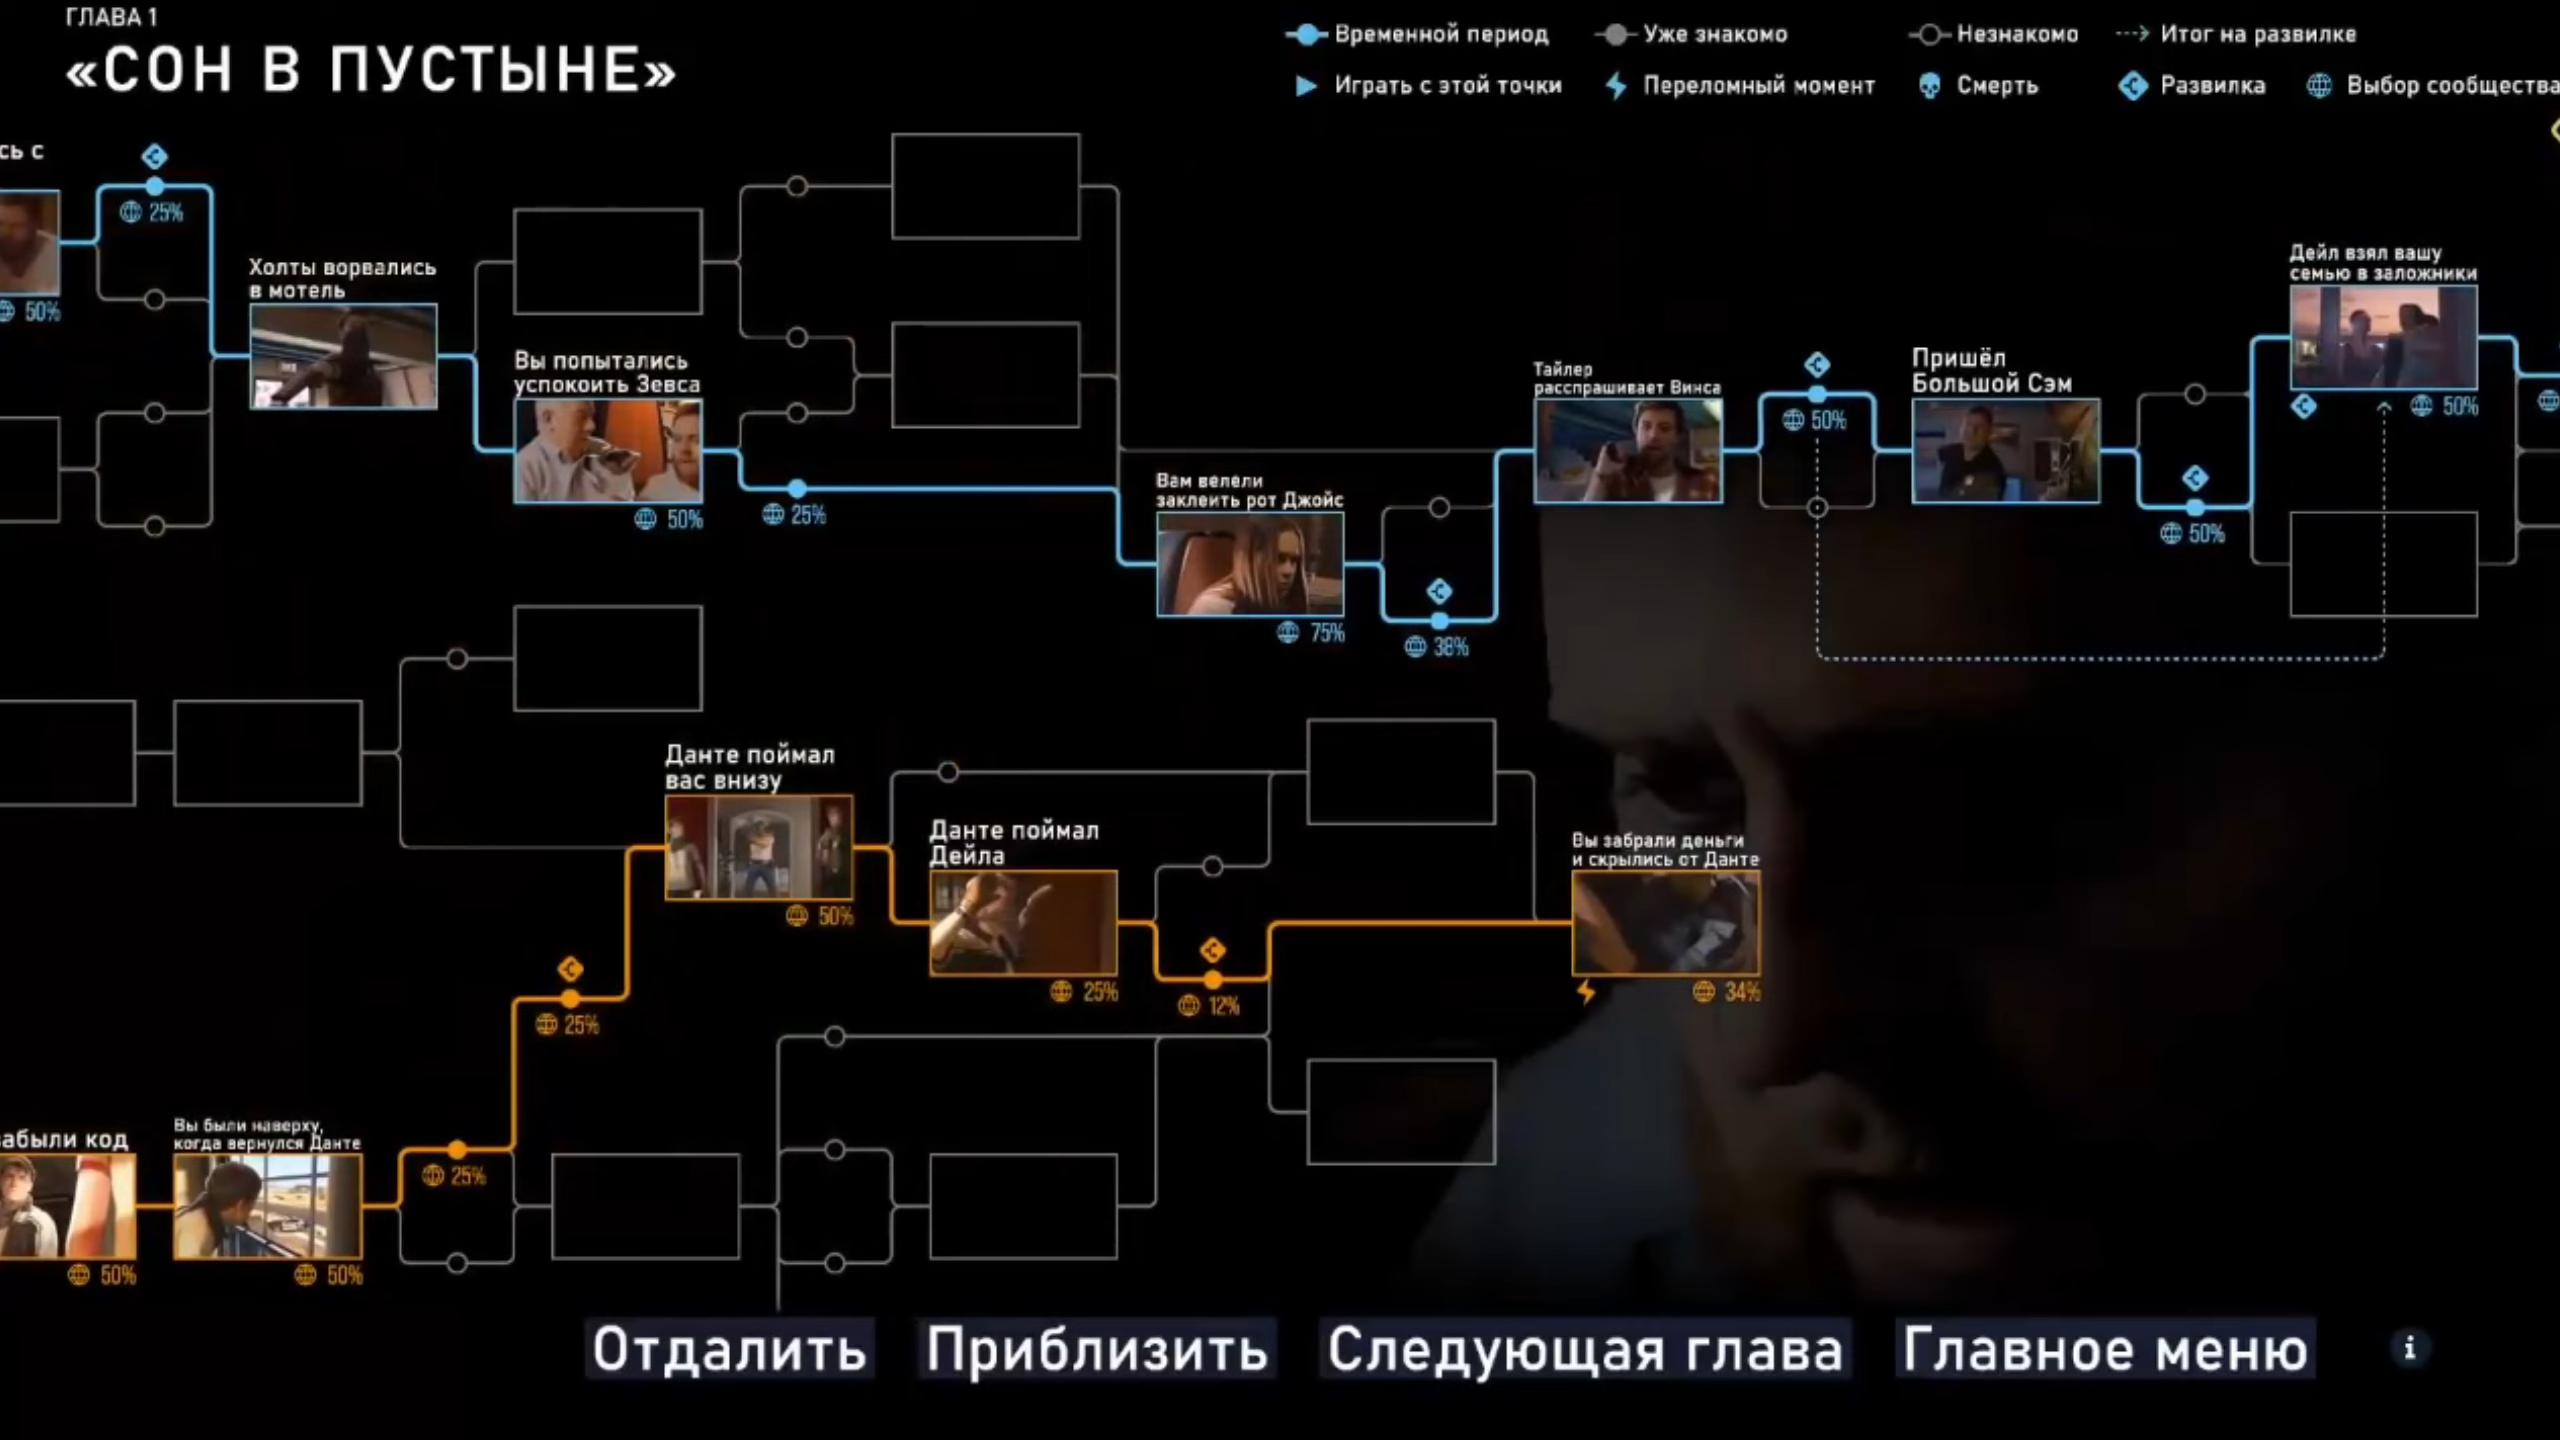 ГЛАВА 1
«СОН В ПУСТЫНЕ»
Временной период
Уже знакомо
Незнакомо
Итог на развилке
Играть с этой точки
Переломный момент
Смерть
Развилка
Выбор сообщества
сь с
25%
50%
Холты ворвались
в мотель
Вы попытались
успокоить Зевса
50%
25%
Вам велели
заклеить рот Джойс
75%
38%
Тайлер
расспрашивает Винса
50%
Пришёл
Большой Сэм
50%
Дейл взял вашу
семью в заложники
50%
Данте поймал
вас внизу
50%
Данте поймал
Дейла
25%
12%
Вы забрали деньги
и скрылись от Данте
34%
25%
абыли код
50%
Вы были наверху,
когда вернулся Данте
50%
25%
Отдалить
Приблизить
Следующая глава
Главное меню
i